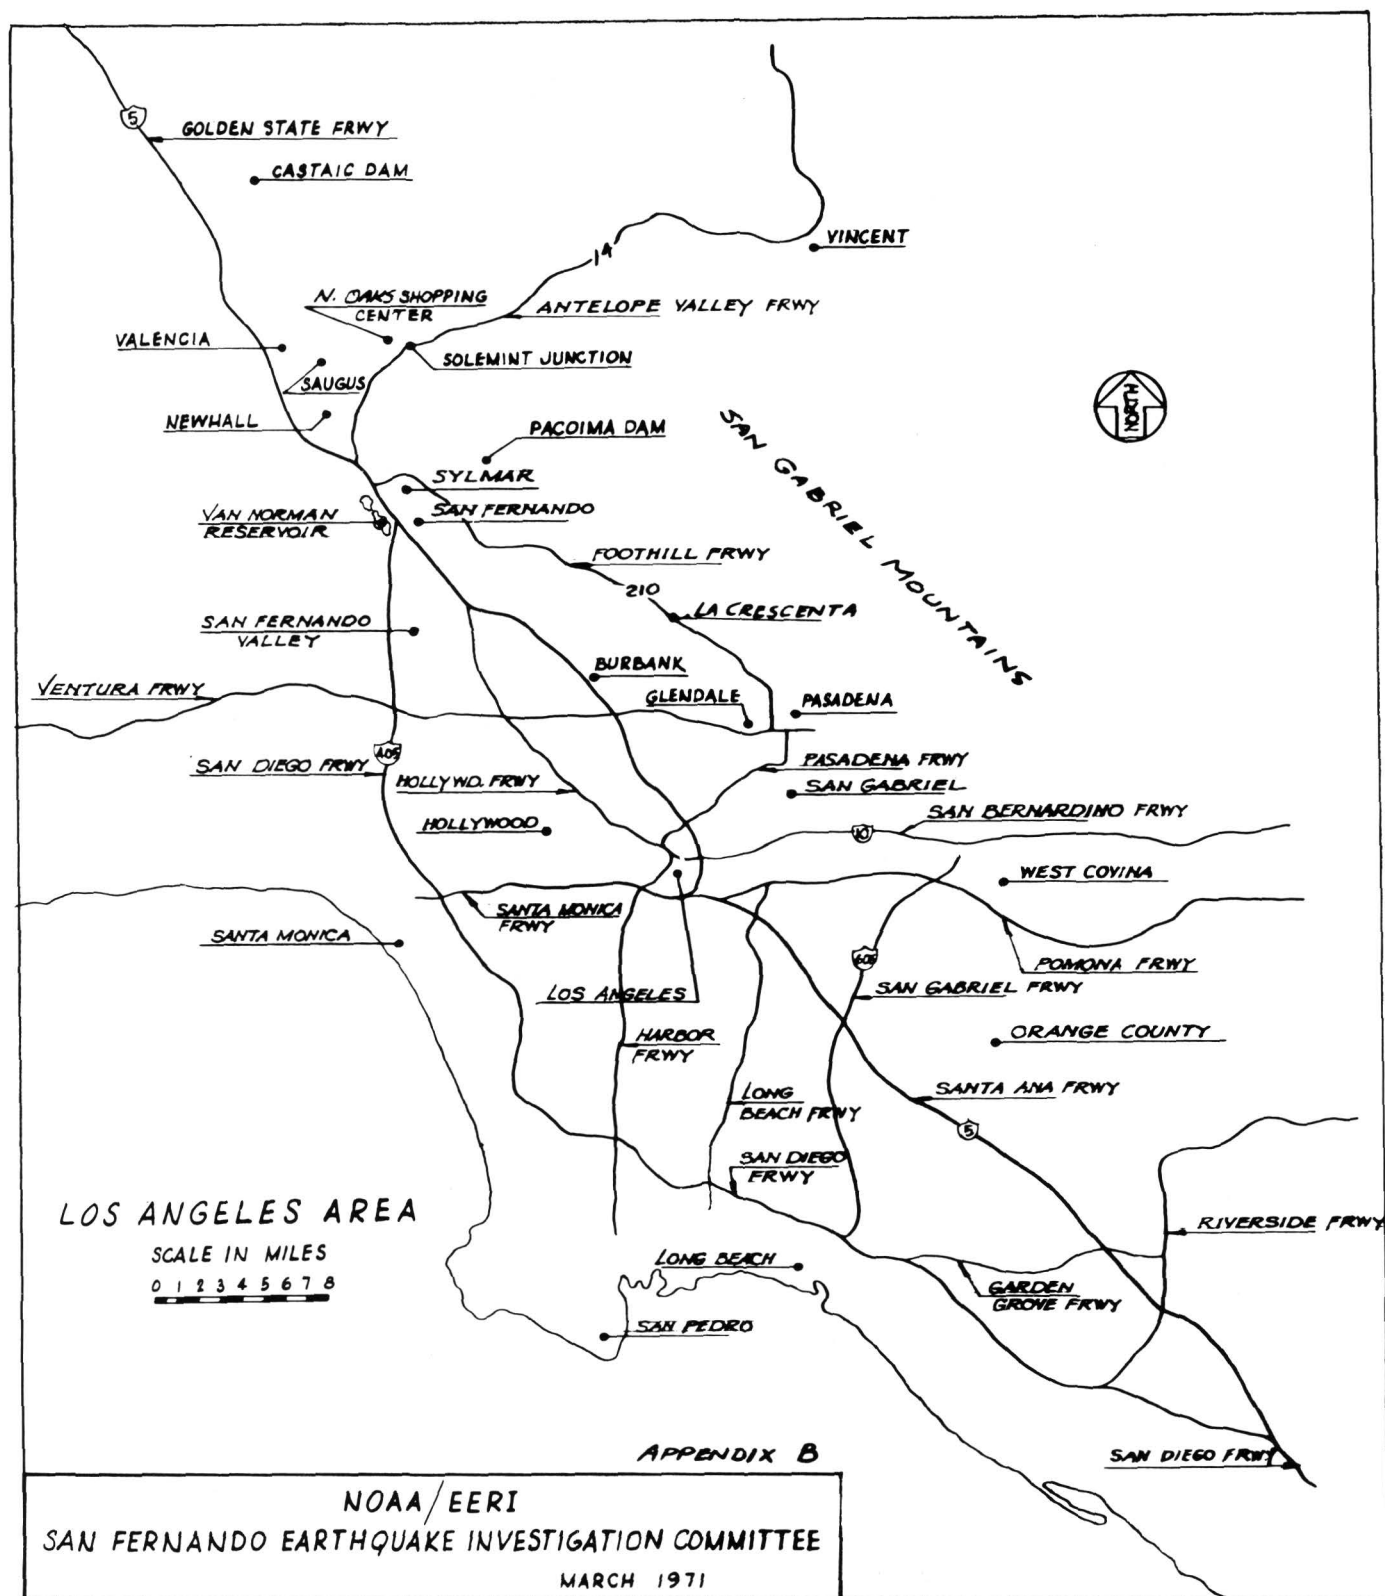 5
GOLDEN STATE FRWY
CASTAIC DAM
14
VINCENT
N. OAKS SHOPPING
CENTER
ANTELOPE VALLEY FRWY
VALENCIA
SOLEMINT JUNCTION
SAUGUS
NEWHALL
NORTH
PACOIMA DAM
SAN GABRIEL MOUNTAINS
SYLMAR
VAN NORMAN
RESERVOIR
SAN FERNANDO
FOOTHILL FRWY
210
LA CRESCENTA
SAN FERNANDO
VALLEY
BURBANK
VENTURA FRWY
GLENDALE
PASADENA
405
SAN DIEGO FRWY
HOLLYWD. FRWY
PASADENA FRWY
SAN GABRIEL
HOLLYWOOD
10
SAN BERNARDINO FRWY
WEST COVINA
SANTA MONICA
FRWY
SANTA MONICA
605
POMONA FRWY
LOS ANGELES
SAN GABRIEL FRWY
HARBOR
FRWY
ORANGE COUNTY
LONG
BEACH FRWY
SANTA ANA FRWY
5
SAN DIEGO
FRWY
LOS ANGELES AREA
SCALE IN MILES
0 1 2 3 4 5 6 7 8
RIVERSIDE FRWY
LONG BEACH
GARDEN
GROVE FRWY
SAN PEDRO
SAN DIEGO FRWY
APPENDIX B
NOAA/EERI
SAN FERNANDO EARTHQUAKE INVESTIGATION COMMITTEE
MARCH 1971